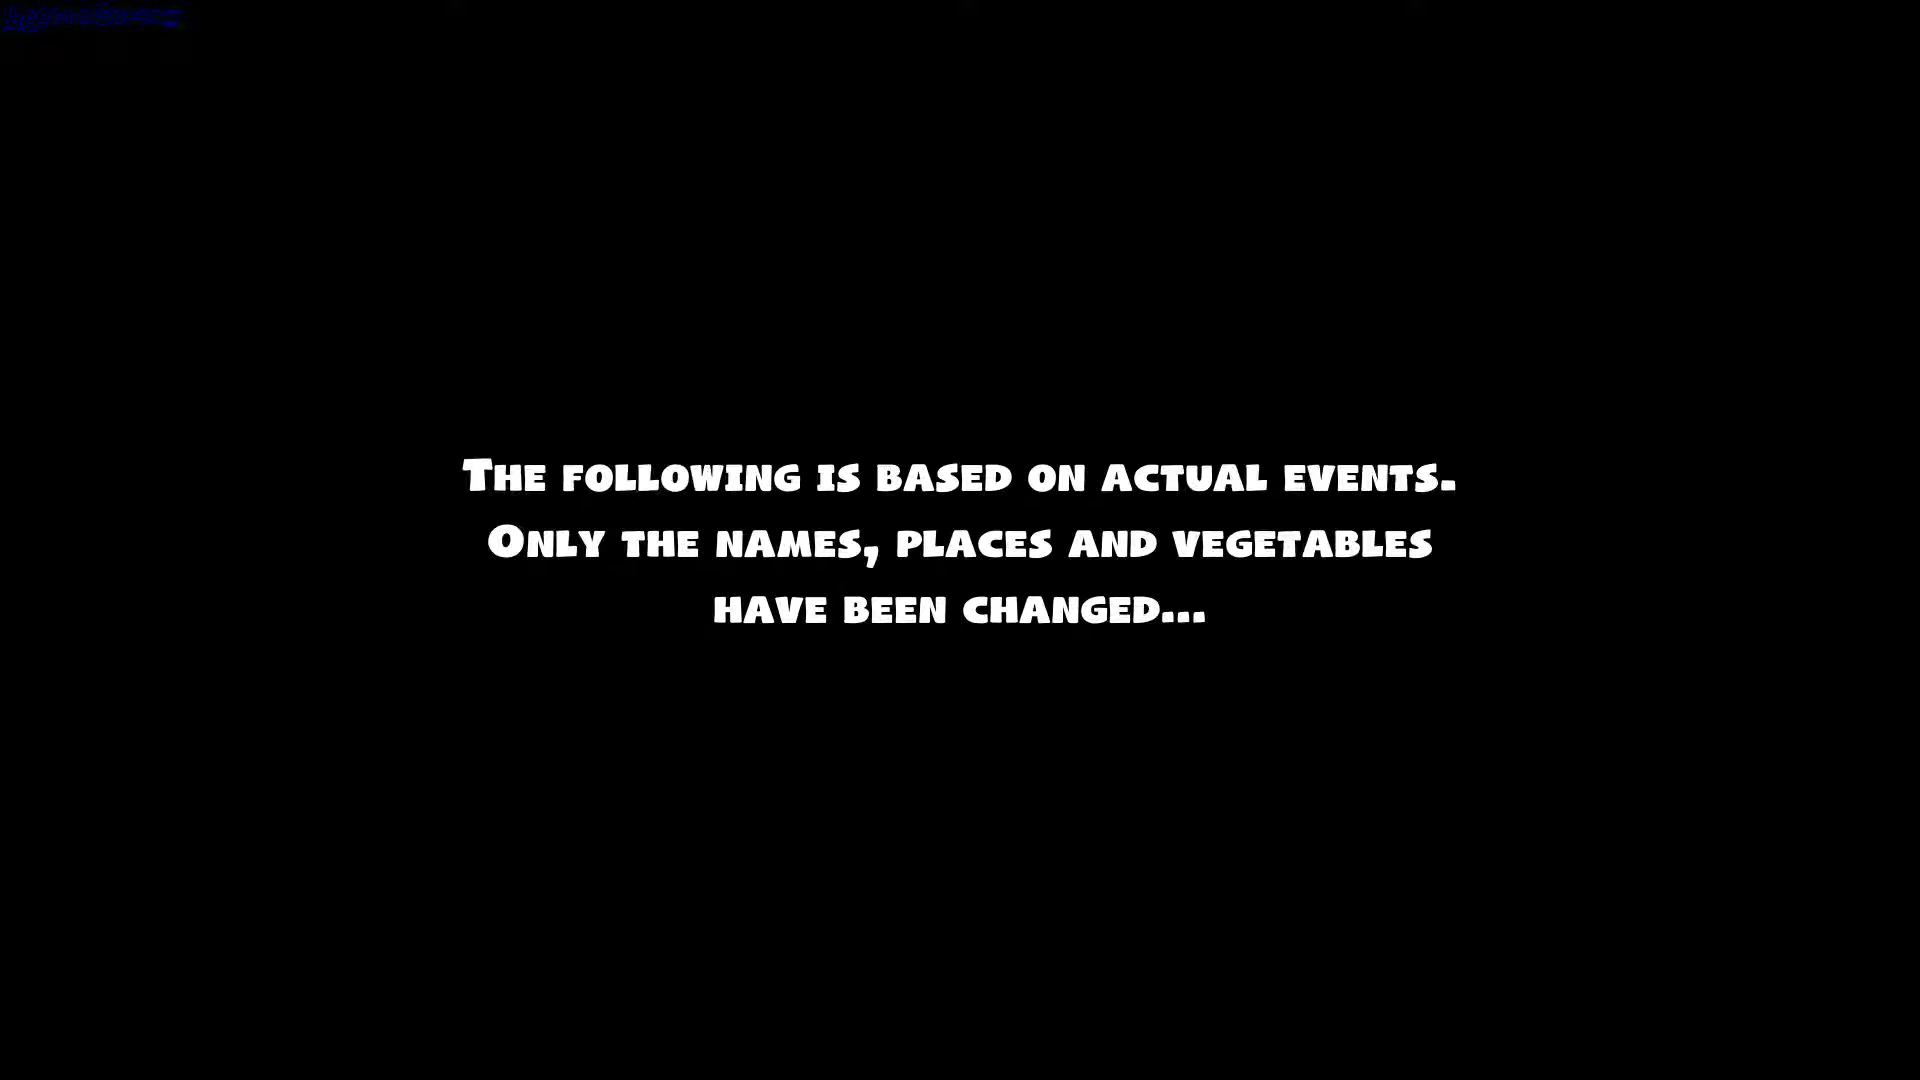 The following is based on actual events.
Only the names, places and vegetables
have been changed...